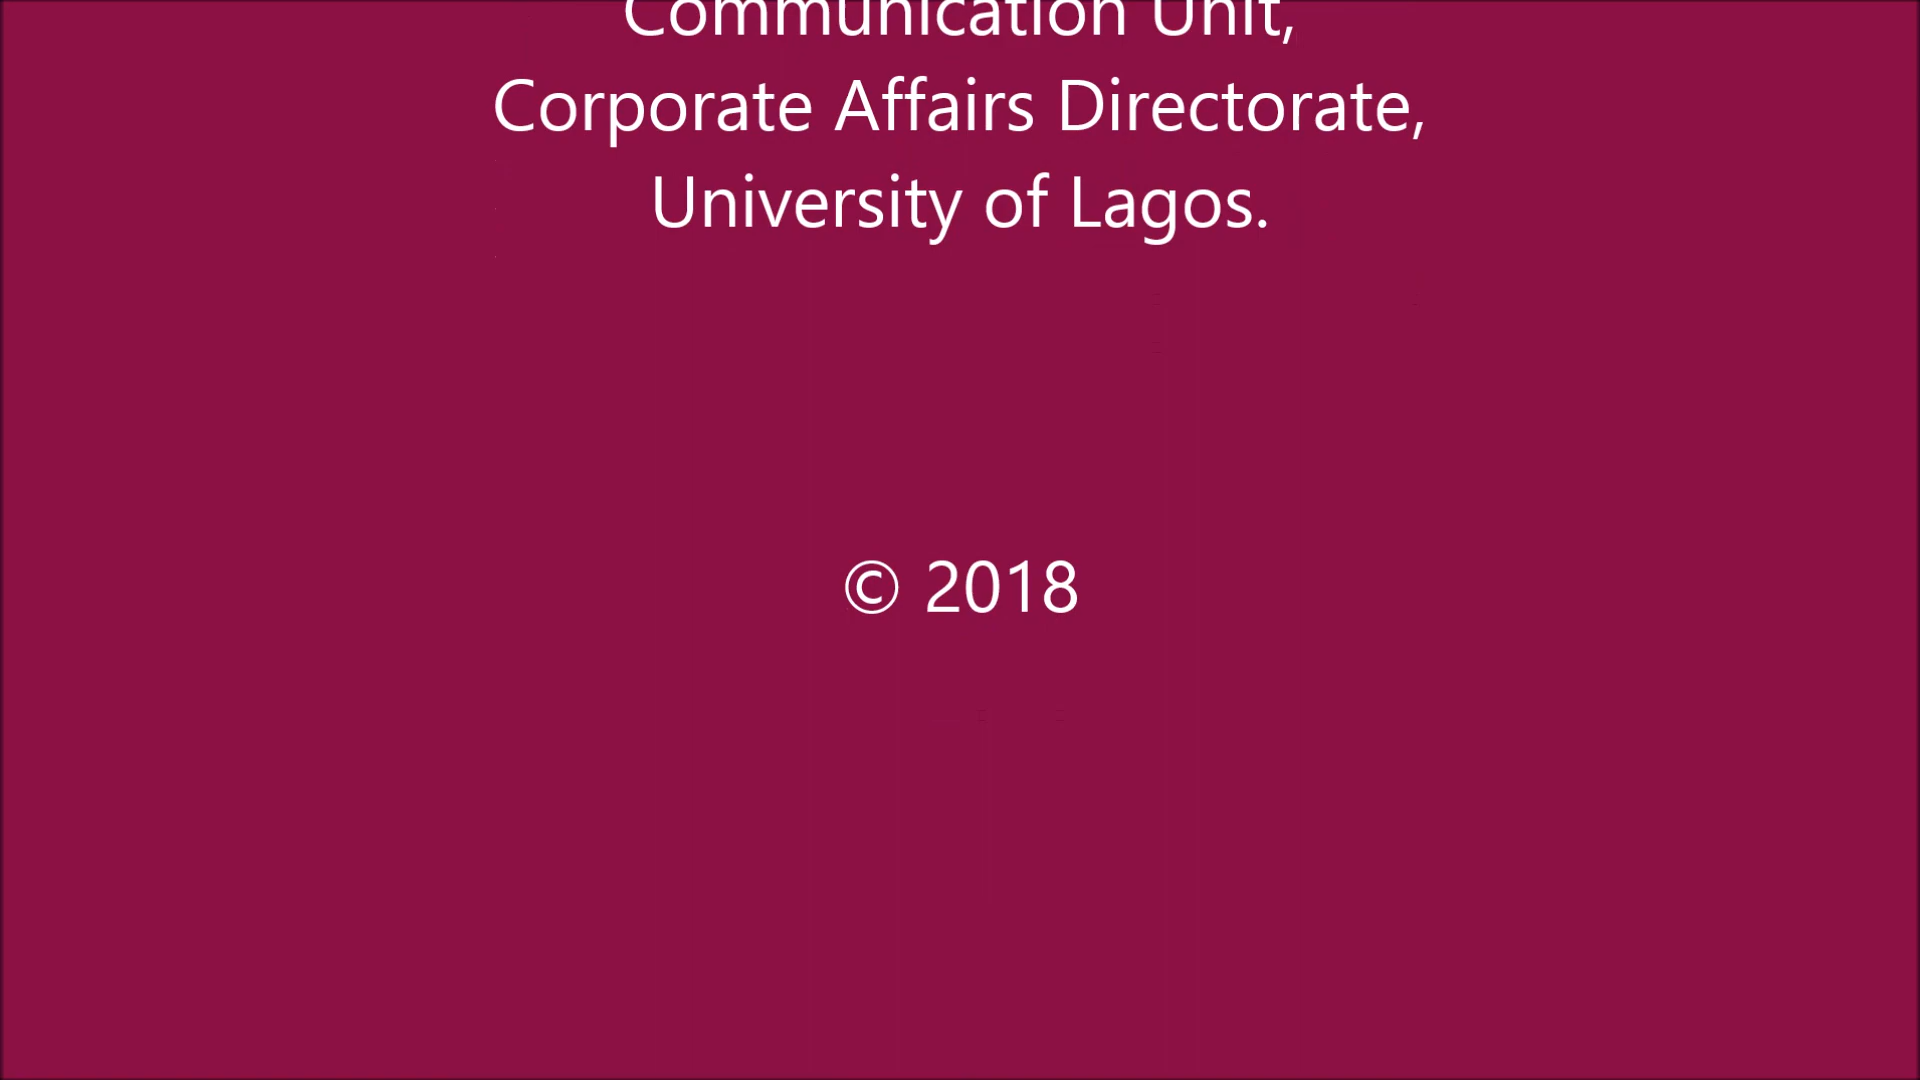 Communication Unit,
Corporate Affairs Directorate,
University of Lagos.
© 2018